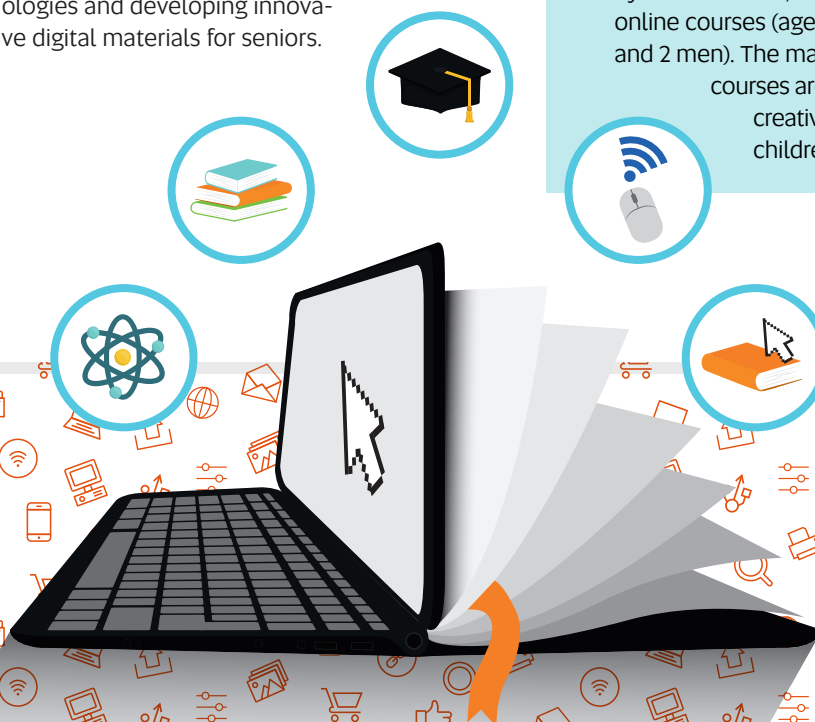 ologies and developing innova-
ve digital materials for seniors.
online courses (age
and 2 men). The ma
courses ar
creativ
childre